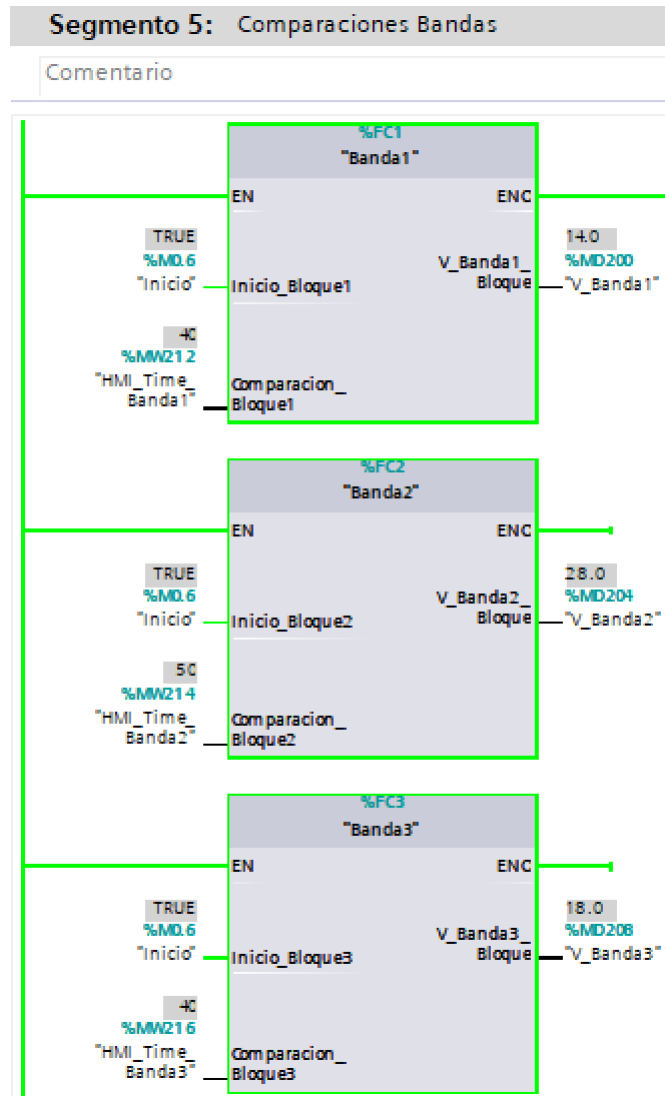 Segmento 5: Comparaciones Bandas
Comentario
%FC1
"Banda1"
EN ENO
TRUE
%M0.6
"Inicio" Inicio_Bloque1
40
%MW212
"HMI_Time_
Banda1" Comparacion_
Bloque1
14.0
V_Banda1_ %MD200
Bloque "V_Banda1"
%FC2
"Banda2"
EN ENO
TRUE
%M0.6
"Inicio" Inicio_Bloque2
50
%MW214
"HMI_Time_
Banda2" Comparacion_
Bloque2
28.0
V_Banda2_ %MD204
Bloque "V_Banda2"
%FC3
"Banda3"
EN ENO
TRUE
%M0.6
"Inicio" Inicio_Bloque3
40
%MW216
"HMI_Time_
Banda3" Comparacion_
Bloque3
18.0
V_Banda3_ %MD208
Bloque "V_Banda3"